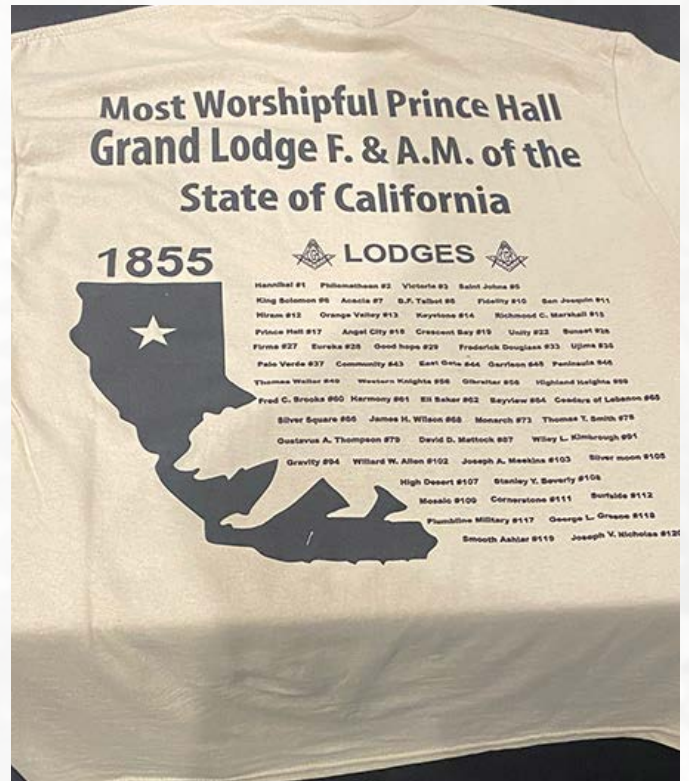 Most Worshipful Prince Hall
Grand Lodge F. & A.M. of the
State of California
1855
LODGES
Hannibal #1 Philomathean #2 Victoria #3 Saint Johns #5
King Solomon #6 Acacia #7 B.F. Talbot #8 Fidelity #10 San Joaquin #11
Hiram #12 Orange Valley #13 Keystone #14 Richmond C. Marshall #15
Prince Hall #17 Angel City #18 Crescent Bay #19 Unity #22 Sunset #26
Firma #27 Eureka #28 Good hope #29 Frederick Douglass #33 Ujima #35
Palo Verde #37 Community #43 East Gate #44 Garrison #45 Peninsula #46
Thomas Waller #49 Western Knights #56 Gibraltar #58 Highland Heights #59
Fred C. Brooks #60 Harmony #61 Eli Baker #62 Bayview #64 Ceadars of Lebanon #65
Silver Square #66 James H. Wilson #68 Monarch #73 Thomas T. Smith #78
Gustavus A. Thompson #79 David D. Mattock #87 Wiley L. Kimbrough #91
Gravity #94 Willard W. Allen #102 Joseph A. Meekins #103 Silver moon #105
High Desert #107 Stanley Y. Beverly #108
Mosaic #109 Cornerstone #111 Surfside #112
Plumbline Military #117 George L. Greene #118
Smooth Ashlar #119 Joseph V. Nicholas #120